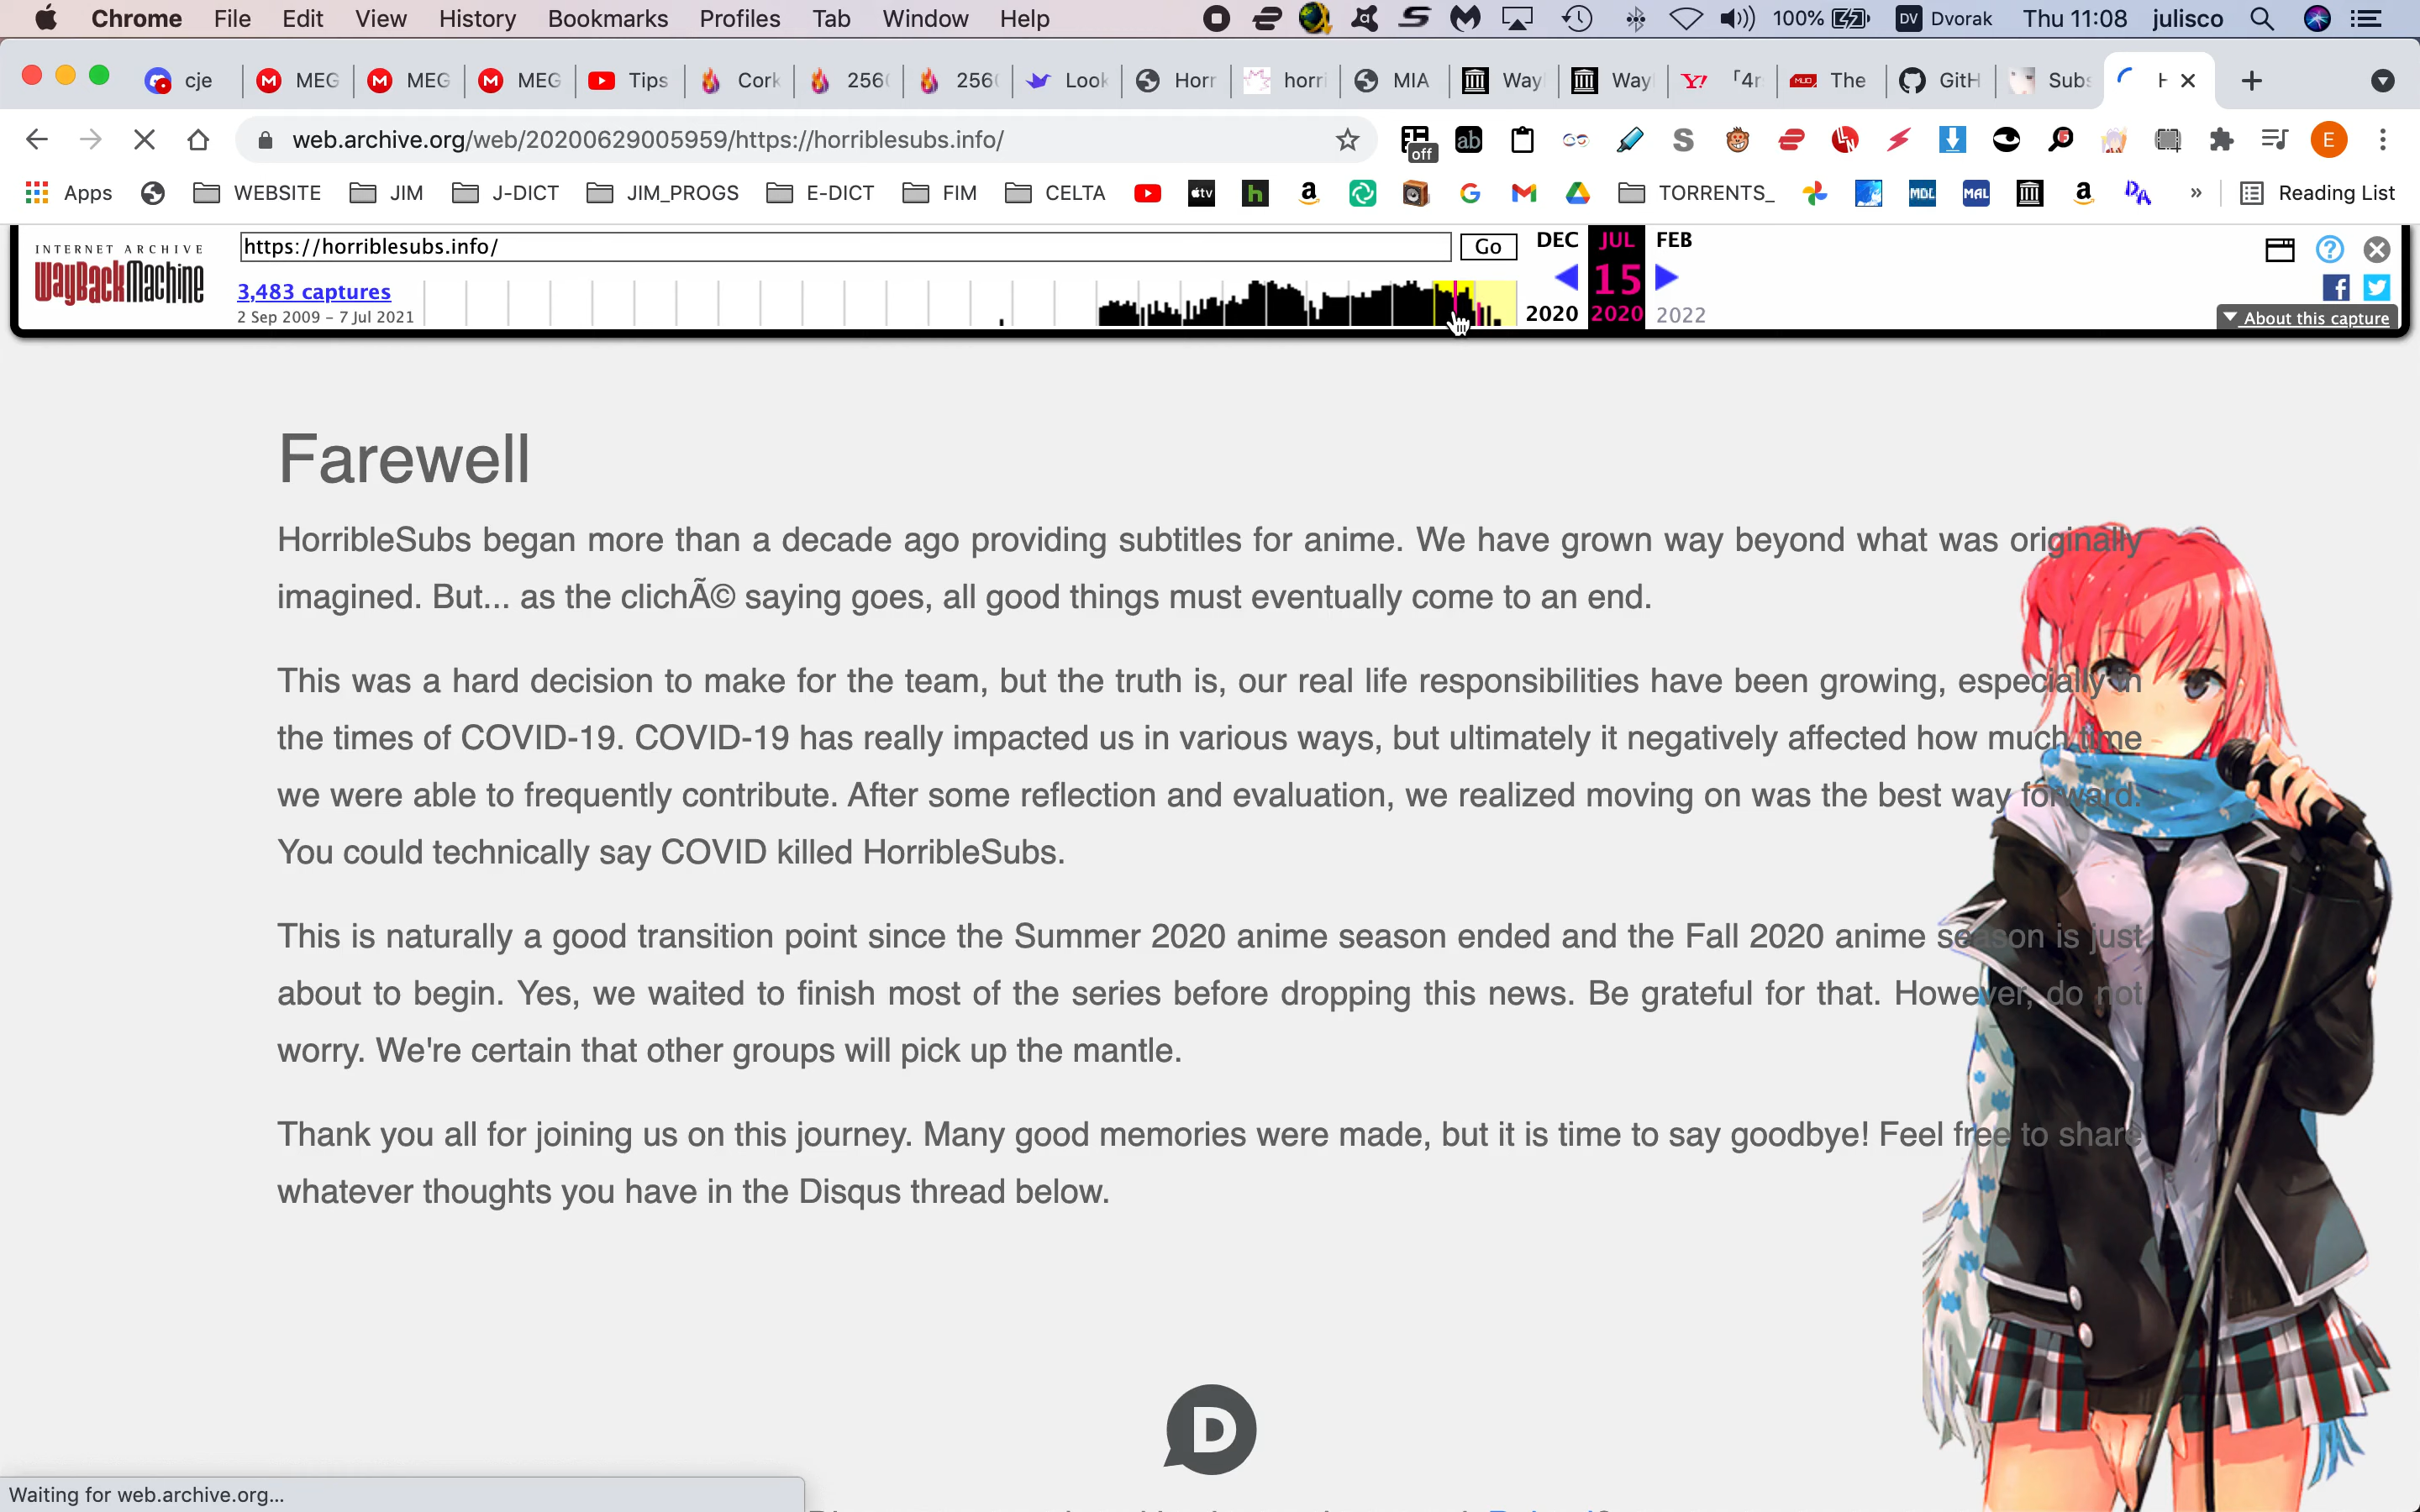 Chrome File Edit View History Bookmarks Profiles Tab Window Help 100% DV Dvorak Thu 11:08 julisco
cje MEG MEG MEG Tips Cork 256 256 Look Horr horri MIA Way Way 「4r The GitH Subs
web.archive.org/web/20200629005959/https://horriblesubs.info/ off ab E
Apps WEBSITE JIM J-DICT JIM_PROGS E-DICT FIM CELTA tv h a TORRENTS_ MDL MAL a » Reading List
INTERNET ARCHIVE
WayBackMachine
https://horriblesubs.info/ Go DEC JUL FEB
3,483 captures 15
2 Sep 2009 – 7 Jul 2021 2020 2020 2022 About this capture
Farewell
HorribleSubs began more than a decade ago providing subtitles for anime. We have grown way beyond what was originally
imagined. But... as the clichÃ© saying goes, all good things must eventually come to an end.
This was a hard decision to make for the team, but the truth is, our real life responsibilities have been growing, especially in
the times of COVID-19. COVID-19 has really impacted us in various ways, but ultimately it negatively affected how much time
we were able to frequently contribute. After some reflection and evaluation, we realized moving on was the best way forward.
You could technically say COVID killed HorribleSubs.
This is naturally a good transition point since the Summer 2020 anime season ended and the Fall 2020 anime season is just
about to begin. Yes, we waited to finish most of the series before dropping this news. Be grateful for that. However, do not
worry. We're certain that other groups will pick up the mantle.
Thank you all for joining us on this journey. Many good memories were made, but it is time to say goodbye! Feel free to share
whatever thoughts you have in the Disqus thread below.
D
Waiting for web.archive.org...